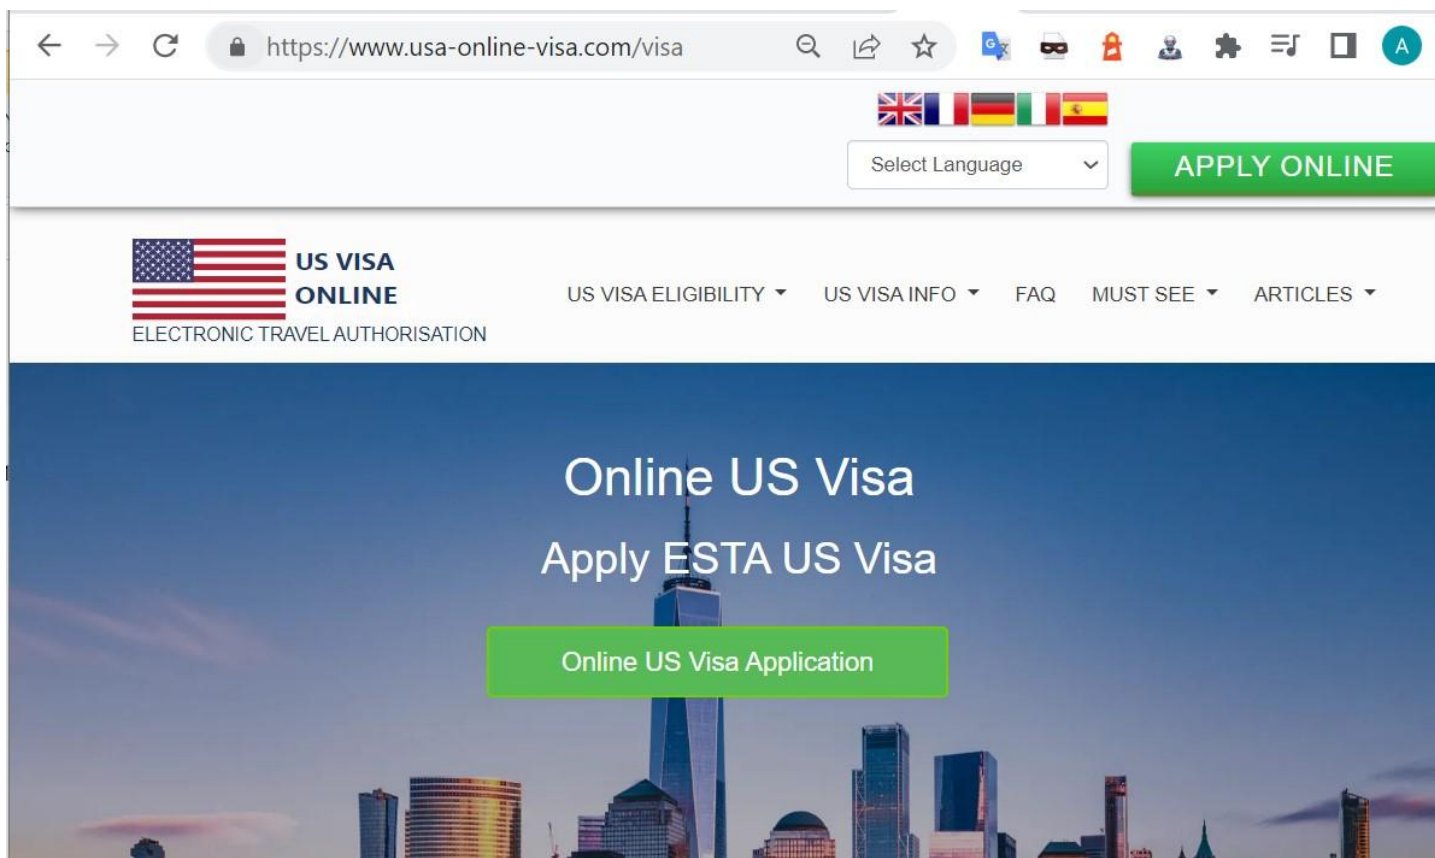 https://www.usa-online-visa.com/visa
A
Select Language
APPLY ONLINE
US VISA
ONLINE
ELECTRONIC TRAVEL AUTHORISATION
US VISA ELIGIBILITY
US VISA INFO
FAQ
MUST SEE
ARTICLES
Online US Visa
Apply ESTA US Visa
Online US Visa Application